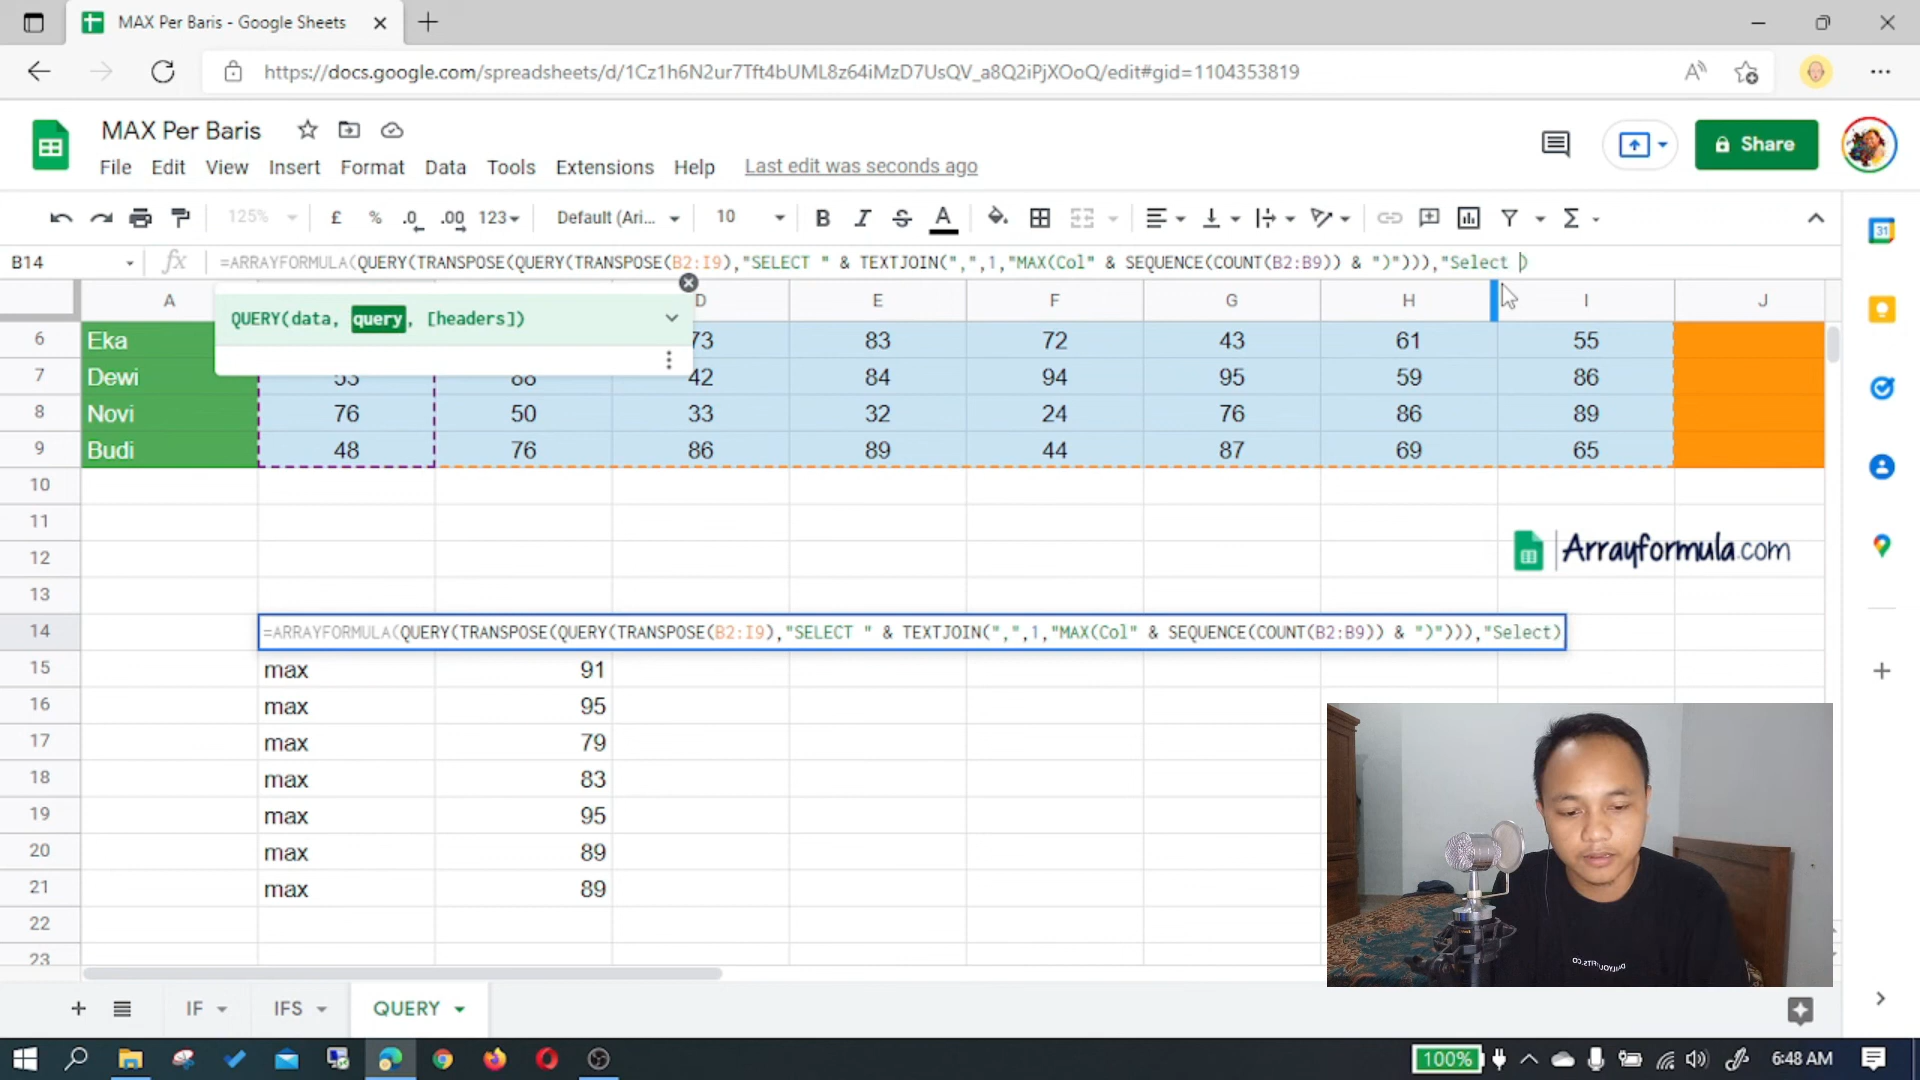 MAX Per Baris - Google Sheets
https://docs.google.com/spreadsheets/d/1Cz1h6N2ur7Tft4bUML8z64iMzD7UsQV_a8Q2iPjXOoQ/edit#gid=1104353819
MAX Per Baris
File Edit View Insert Format Data Tools Extensions Help Last edit was seconds ago
Share
125% £ % .0 .00 123 Default (Ari... 10 B I S A
B14 fx =ARRAYFORMULA(QUERY(TRANSPOSE(QUERY(TRANSPOSE(B2:I9),"SELECT " & TEXTJOIN(",",1,"MAX(Col" & SEQUENCE(COUNT(B2:B9)) & ")"))),"Select )
A D E F G H I J
QUERY(data, query, [headers])
6 Eka 73 83 72 43 61 55
7 Dewi 53 88 42 84 94 95 59 86
8 Novi 76 50 33 32 24 76 86 89
9 Budi 48 76 86 89 44 87 69 65
10
11
12
Arrayformula.com
13
14 =ARRAYFORMULA(QUERY(TRANSPOSE(QUERY(TRANSPOSE(B2:I9),"SELECT " & TEXTJOIN(",",1,"MAX(Col" & SEQUENCE(COUNT(B2:B9)) & ")"))),"Select)
15 max 91
16 max 95
17 max 79
18 max 83
19 max 95
20 max 89
21 max 89
22
23
IF IFS QUERY
100% 6:48 AM